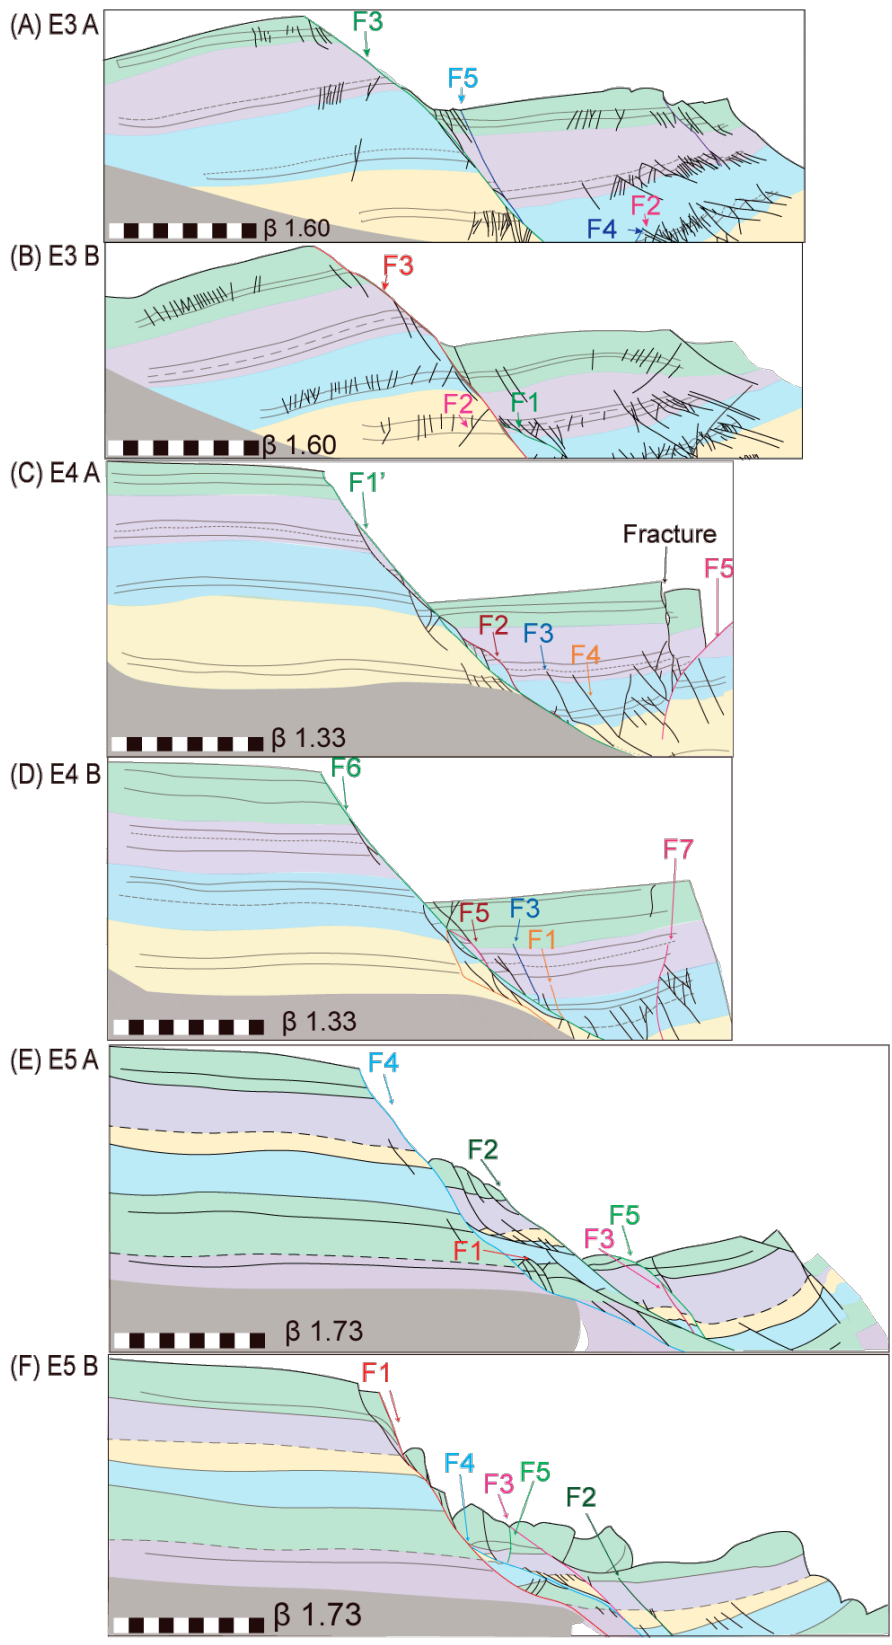 (A) E3 A
F3
F5
F2
F4
β 1.60
(B) E3 B
F3
F2
F1
β 1.60
(C) E4 A
F1’
Fracture
F5
F2
F3
F4
β 1.33
(D) E4 B
F6
F7
F5
F3
F1
β 1.33
(E) E5 A
F4
F2
F5
F3
F1
β 1.73
(F) E5 B
F1
F4
F3
F5
F2
β 1.73